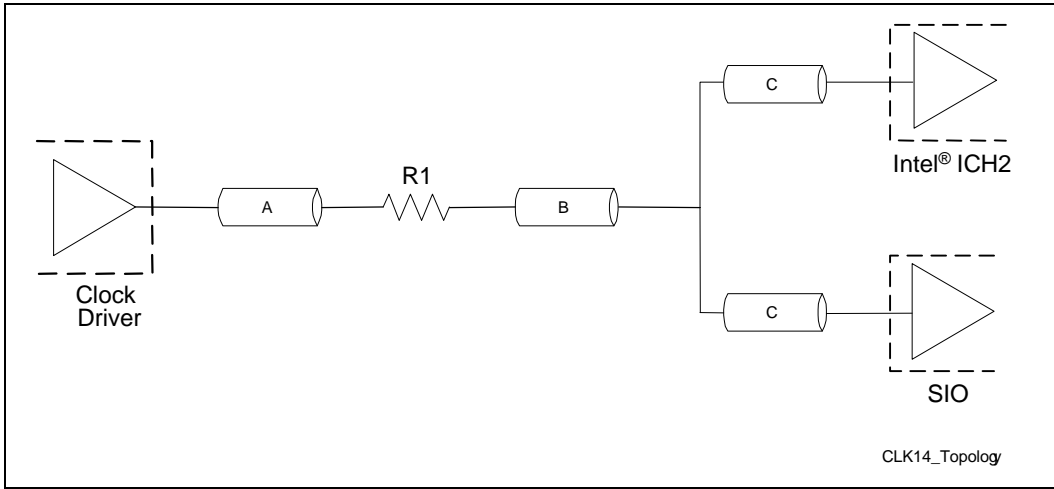 R1
A
B
C
C
Clock
Driver
Intel® ICH2
SIO
CLK14_Topology